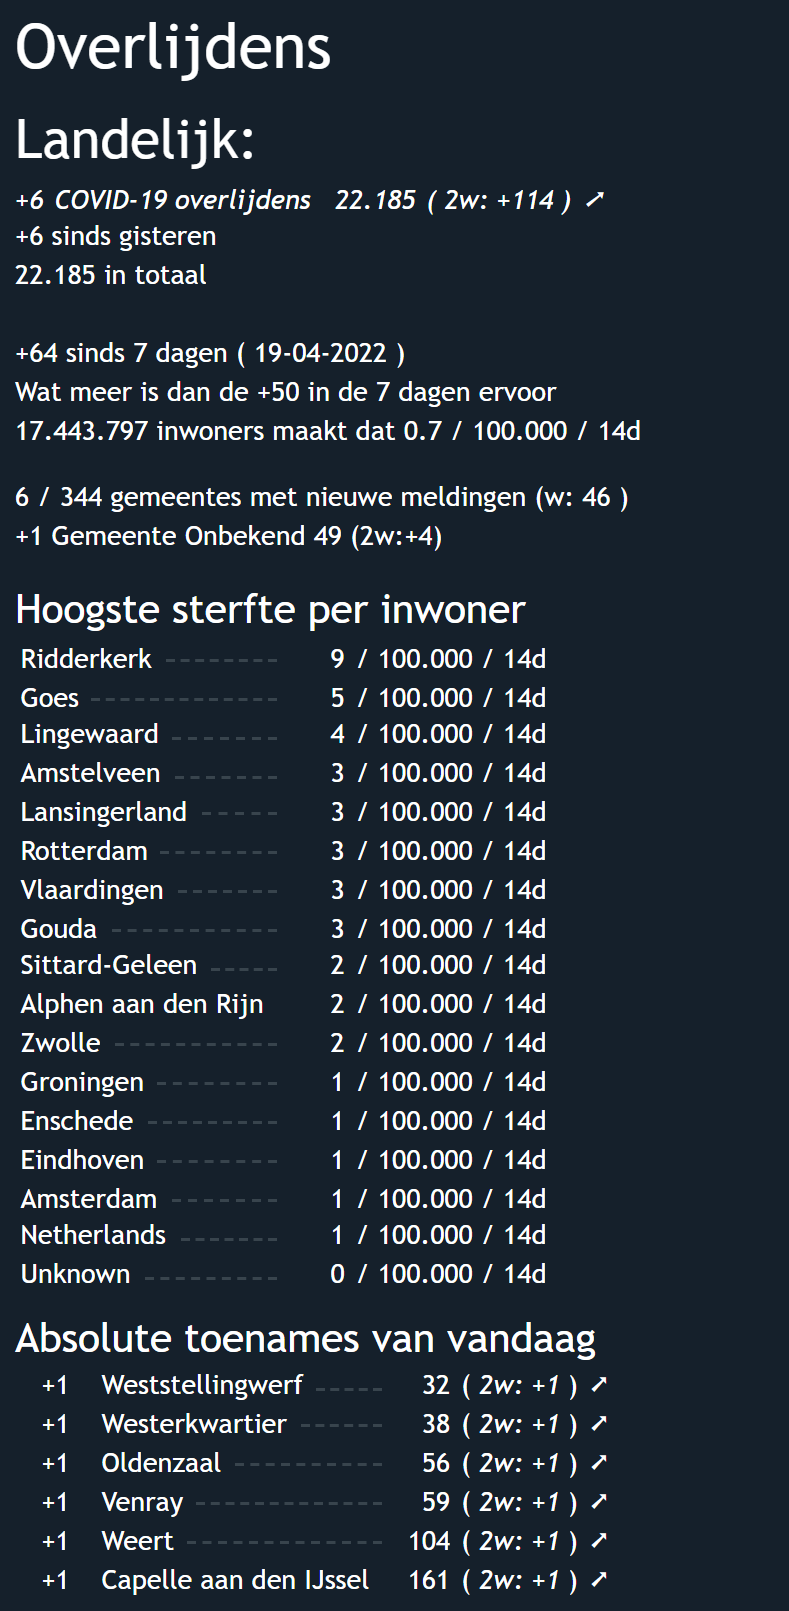 Overlijdens
Landelijk:
+6 COVID-19 overlijdens 22.185 ( 2w: +114 ) ➚
+6 sinds gisteren
22.185 in totaal
+64 sinds 7 dagen ( 19-04-2022 )
Wat meer is dan de +50 in de 7 dagen ervoor
17.443.797 inwoners maakt dat 0.7 / 100.000 / 14d
6 / 344 gemeentes met nieuwe meldingen (w: 46 )
+1 Gemeente Onbekend 49 (2w:+4)
Hoogste sterfte per inwoner
Ridderkerk -------- 9 / 100.000 / 14d
Goes ------------- 5 / 100.000 / 14d
Lingewaard ------- 4 / 100.000 / 14d
Amstelveen ------- 3 / 100.000 / 14d
Lansingerland ----- 3 / 100.000 / 14d
Rotterdam -------- 3 / 100.000 / 14d
Vlaardingen ------- 3 / 100.000 / 14d
Gouda ----------- 3 / 100.000 / 14d
Sittard-Geleen ----- 2 / 100.000 / 14d
Alphen aan den Rijn 2 / 100.000 / 14d
Zwolle ----------- 2 / 100.000 / 14d
Groningen -------- 1 / 100.000 / 14d
Enschede --------- 1 / 100.000 / 14d
Eindhoven -------- 1 / 100.000 / 14d
Amsterdam ------- 1 / 100.000 / 14d
Netherlands ------- 1 / 100.000 / 14d
Unknown --------- 0 / 100.000 / 14d
Absolute toenames van vandaag
+1 Weststellingwerf ----- 32 ( 2w: +1 ) ➚
+1 Westerkwartier ------ 38 ( 2w: +1 ) ➚
+1 Oldenzaal ---------- 56 ( 2w: +1 ) ➚
+1 Venray ------------- 59 ( 2w: +1 ) ➚
+1 Weert ------------- 104 ( 2w: +1 ) ➚
+1 Capelle aan den IJssel 161 ( 2w: +1 ) ➚